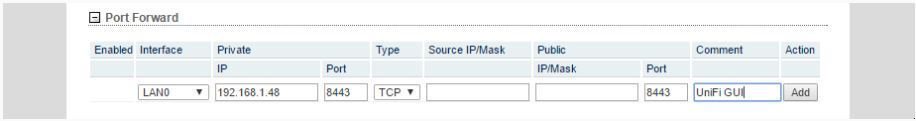 Port Forward
Enabled Interface Private Type Source IP/Mask Public Comment Action
IP Port IP/Mask Port
LAN0 192.168.1.48 8443 TCP 8443 UniFi GUI Add